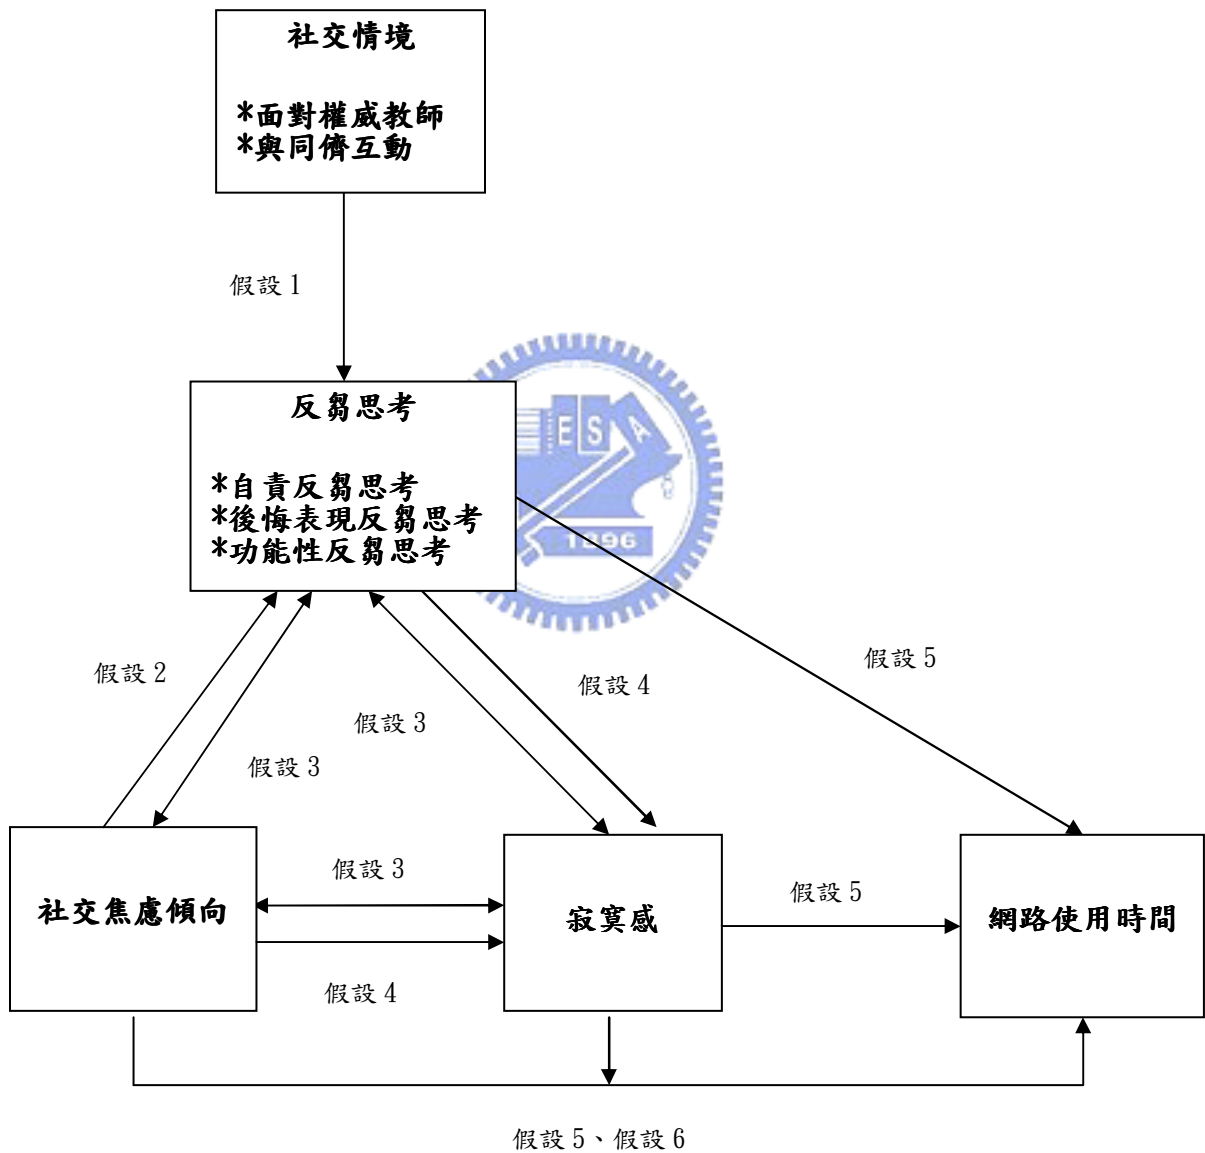 社交情境
*面對權威教師
*與同儕互動
假設 1
反芻思考
*自責反芻思考
*後悔表現反芻思考
*功能性反芻思考
E S A
1896
假設 2
假設 3
假設 3
假設 4
假設 5
社交焦慮傾向
假設 3
假設 4
寂寞感
假設 5
網路使用時間
假設 5、假設 6